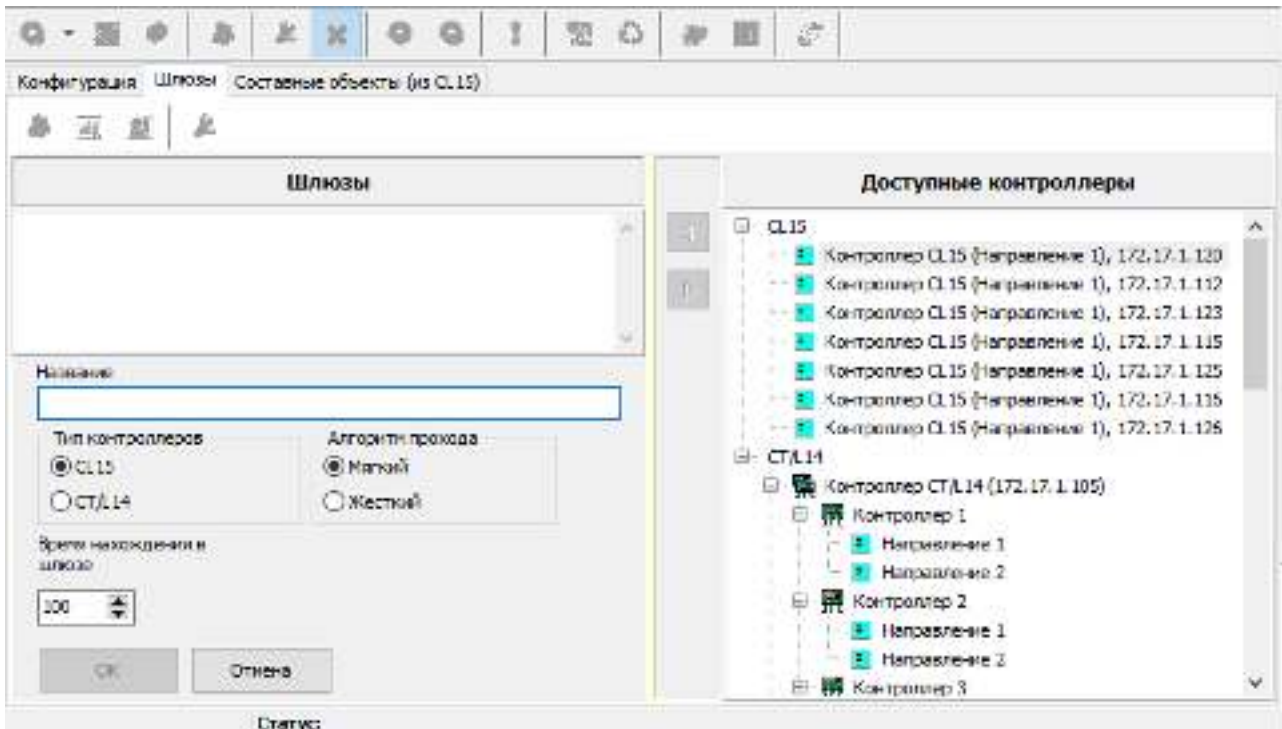 Конфигурация Шлюзы Составные объекты (из CL15)
Шлюзы
Название
Тип контроллеров
CL15
CT/L14
Алгоритм прохода
Мягкий
Жесткий
Время нахождения в
шлюзе
100
OK Отмена
Доступные контроллеры
CL15
Контроллер CL15 (Направление 1), 172.17.1.120
Контроллер CL15 (Направление 1), 172.17.1.112
Контроллер CL15 (Направление 1), 172.17.1.123
Контроллер CL15 (Направление 1), 172.17.1.115
Контроллер CL15 (Направление 1), 172.17.1.125
Контроллер CL15 (Направление 1), 172.17.1.116
Контроллер CL15 (Направление 1), 172.17.1.126
CT/L14
Контроллер CT/L14 (172.17.1.105)
Контроллер 1
Направление 1
Направление 2
Контроллер 2
Направление 1
Направление 2
Контроллер 3
Статус: